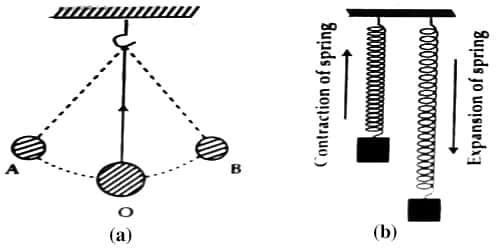 A
O
B
(a)
Contraction of spring
Expansion of spring
(b)